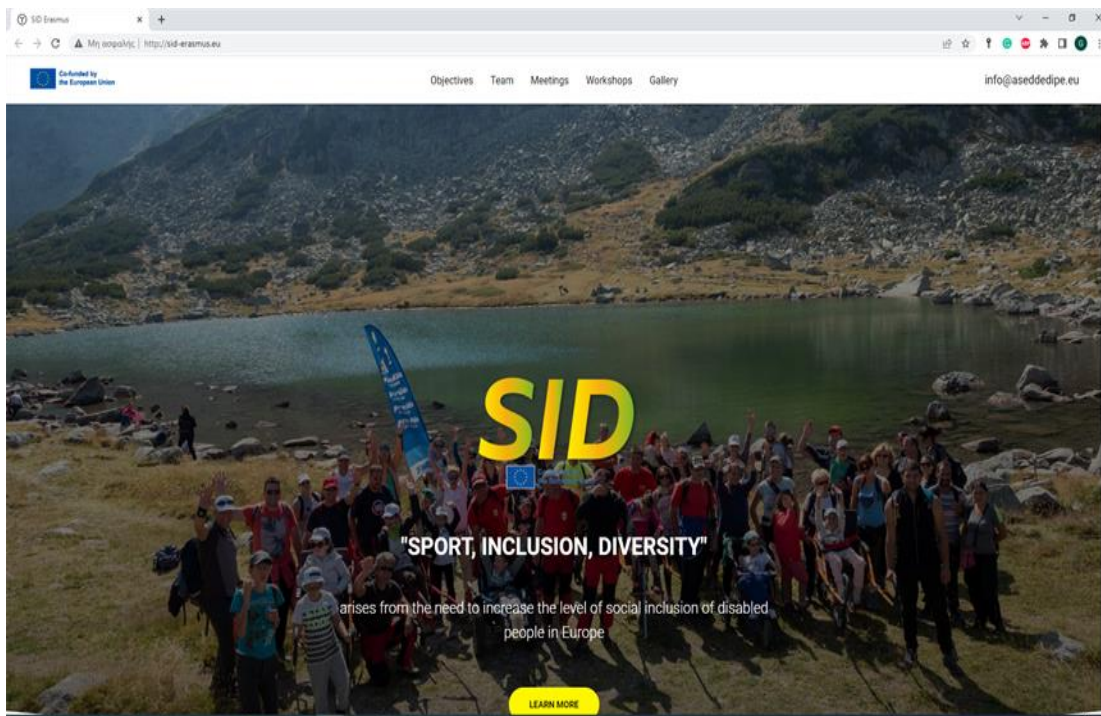 SID Erasmus
Μη ασφαλής | http://sid-erasmus.eu
Co-funded by
the European Union
Objectives Team Meetings Workshops Gallery
info@aseddedipe.eu
SID
"SPORT, INCLUSION, DIVERSITY"
arises from the need to increase the level of social inclusion of disabled
people in Europe
LEARN MORE